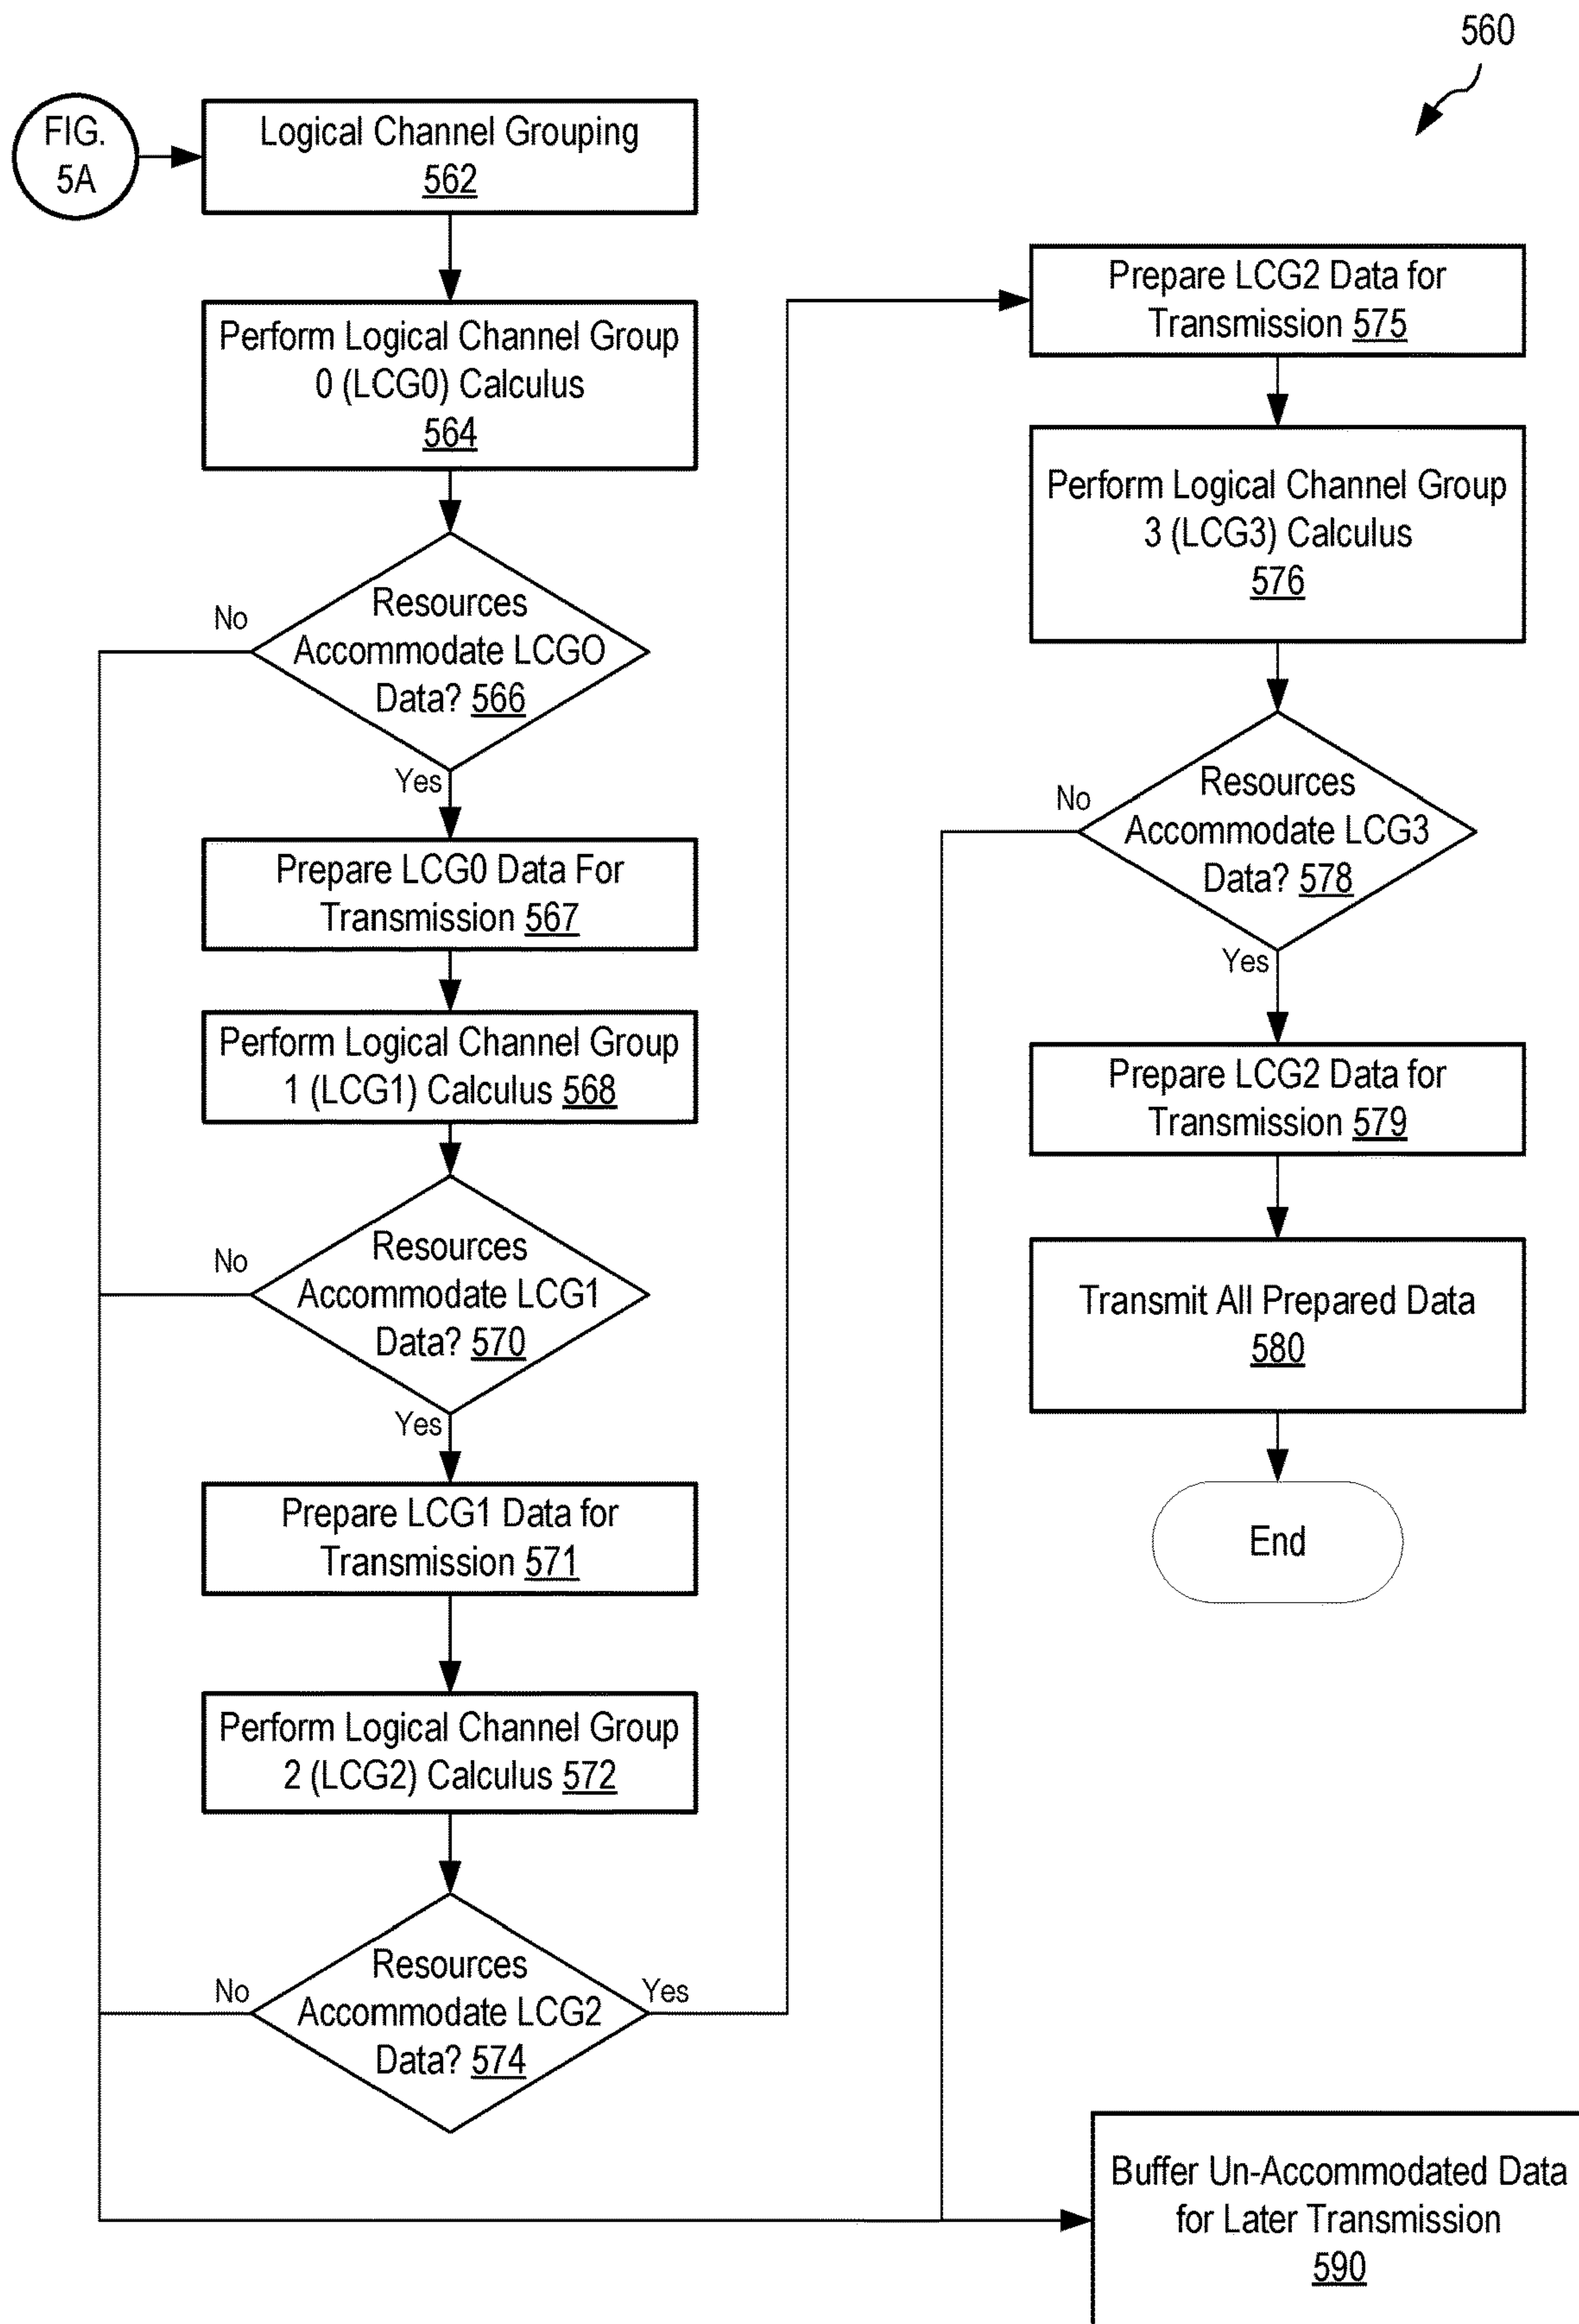 560
FIG.
5A
Logical Channel Grouping
562
Perform Logical Channel Group
0 (LCG0) Calculus
564
No
Resources
Accommodate LCGO
Data? 566
Yes
Prepare LCG0 Data For
Transmission 567
Perform Logical Channel Group
1 (LCG1) Calculus 568
No
Resources
Accommodate LCG1
Data? 570
Yes
Prepare LCG1 Data for
Transmission 571
Perform Logical Channel Group
2 (LCG2) Calculus 572
No
Resources
Accommodate LCG2
Data? 574
Yes
Prepare LCG2 Data for
Transmission 575
Perform Logical Channel Group
3 (LCG3) Calculus
576
No
Resources
Accommodate LCG3
Data? 578
Yes
Prepare LCG2 Data for
Transmission 579
Transmit All Prepared Data
580
End
Buffer Un-Accommodated Data
for Later Transmission
590